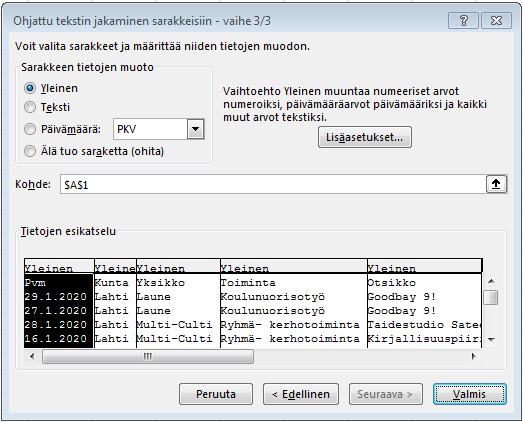 Ohjattu tekstin jakaminen sarakkeisiin - vaihe 3/3
Voit valita sarakkeet ja määrittää niiden tietojen muodon.
Sarakkeen tietojen muoto
Yleinen
Teksti
Päivämäärä: PKV
Älä tuo saraketta (ohita)
Vaihtoehto Yleinen muuntaa numeeriset arvot
numeroiksi, päivämääräarvot päivämääriksi ja kaikki
muut arvot tekstiksi.
Lisäasetukset...
Kohde: $A$1
Tietojen esikatselu
Yleinen Yleine Yleinen Yleinen Yleinen
Pvm Kunta Yksikko Toiminta Otsikko
29.1.2020 Lahti Laune Koulunuorisotyö Goodbay 9!
27.1.2020 Lahti Laune Koulunuorisotyö Goodbay 9!
28.1.2020 Lahti Multi-Culti Ryhmä- kerhotoiminta Taidestudio Sate
16.1.2020 Lahti Multi-Culti Ryhmä- kerhotoiminta Kirjallisuuspiir
Peruuta < Edellinen Seuraava > Valmis